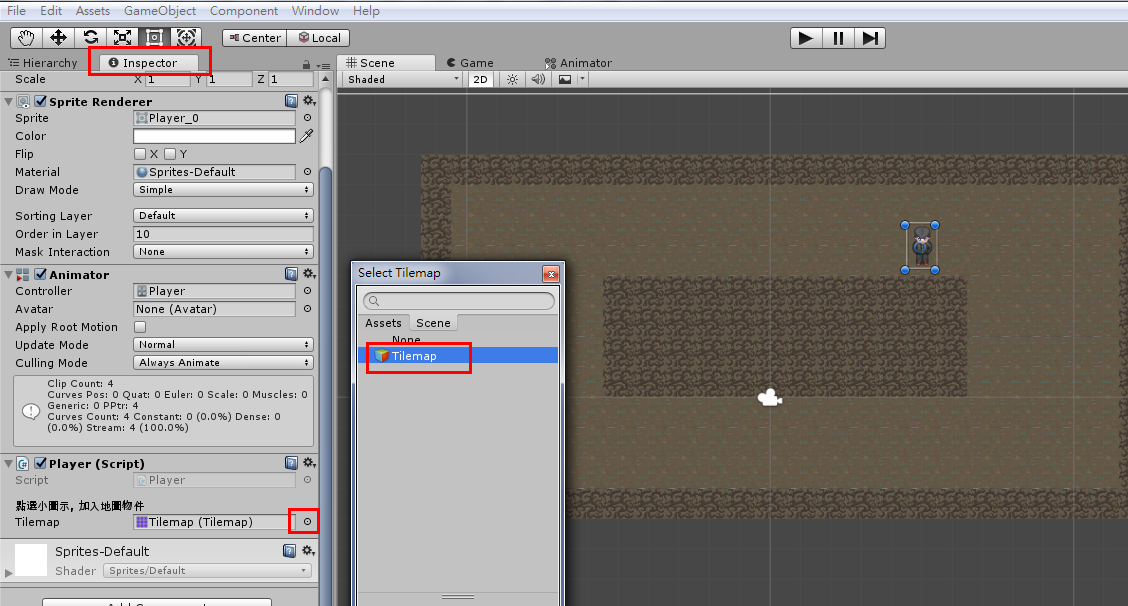 File Edit Assets GameObject Component Window Help
Center Local
Hierarchy Inspector Scene Game Animator
Shaded 2D
Scale X 1 Y 1 Z 1
Sprite Renderer
Sprite Player_0
Color
Flip X Y
Material Sprites-Default
Draw Mode Simple
Sorting Layer Default
Order in Layer 10
Mask Interaction None
Animator
Controller Player
Avatar None (Avatar)
Apply Root Motion
Update Mode Normal
Culling Mode Always Animate
Clip Count: 4
Curves Pos: 0 Quat: 0 Euler: 0 Scale: 0 Muscles: 0
Generic: 0 PPtr: 4
Curves Count: 4 Constant: 0 (0.0%) Dense: 0
(0.0%) Stream: 4 (100.0%)
Player (Script)
Script Player
點選小圖示, 加入地圖物件
Tilemap Tilemap (Tilemap)
Sprites-Default
Shader Sprites/Default
Add Component
Select Tilemap
Assets Scene
None
Tilemap